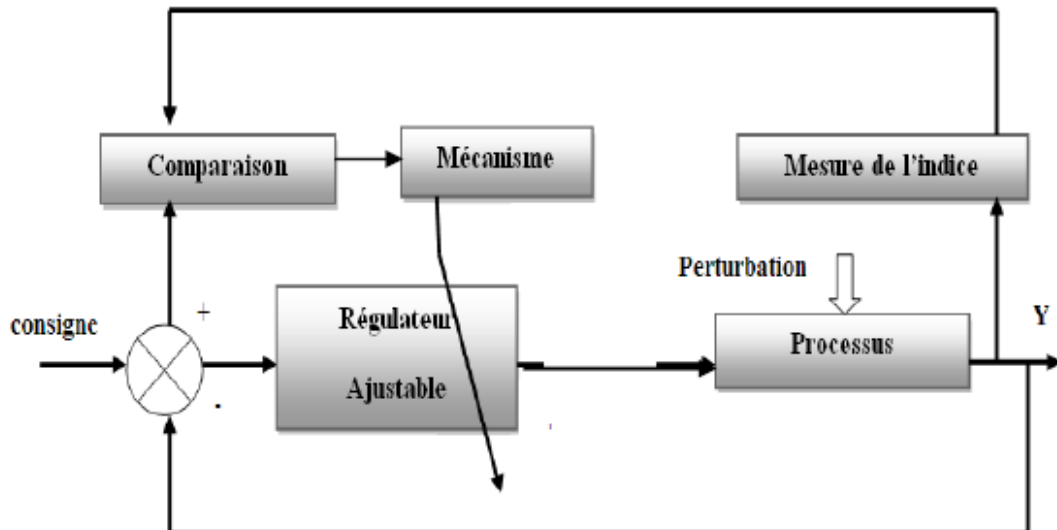 Comparaison
Mécanisme
Mesure de l'indice
Perturbation
consigne
+
Régulateur
Ajustable
Processus
Y
-